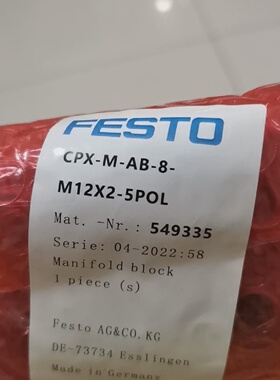 FESTO
CPX-M-AB-8-
M12X2-5POL
Mat. -Nr.: 549335
Serie: 04-2022:58
Manifold block
1 piece (s)
Festo AG&CO. KG
DE-73734 Esslingen
Made in Germany